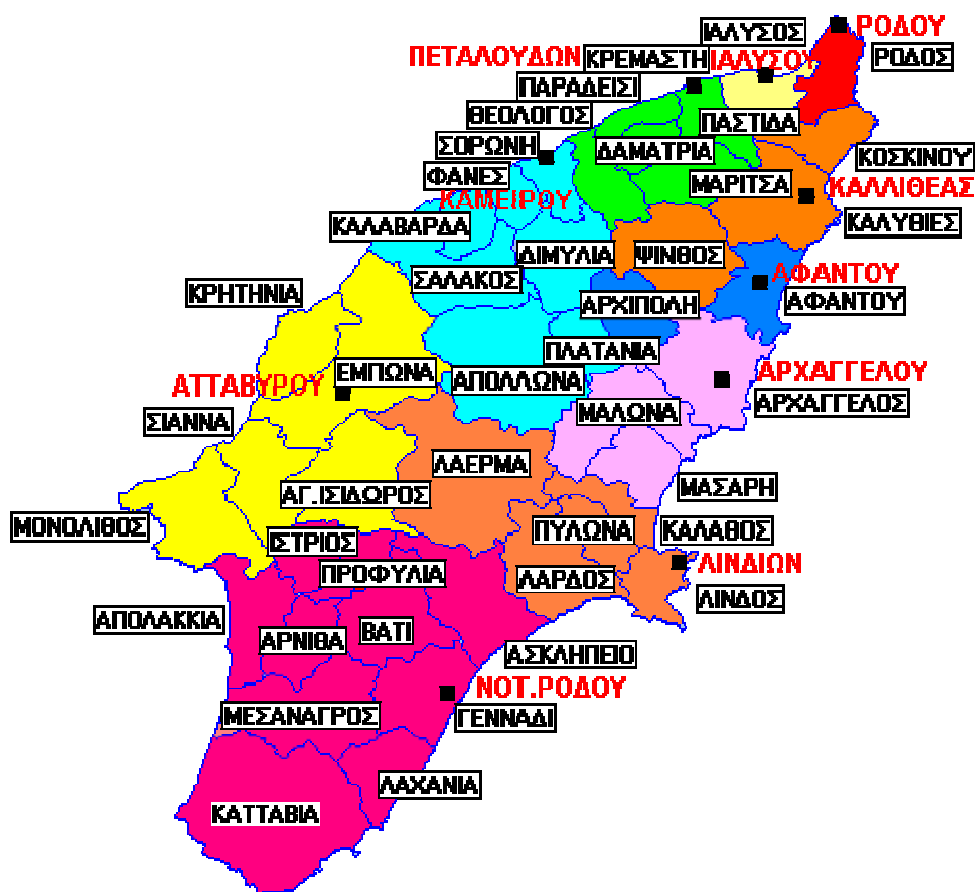 ΙΑΛΥΣΟΣ
ΡΟΔΟΥ
ΠΕΤΑΛΟΥΔΩΝ
ΚΡΕΜΑΣΤΗ
ΙΑΛΥΣΟΥ
ΡΟΔΟΣ
ΠΑΡΑΔΕΙΣΙ
ΘΕΟΛΟΓΟΣ
ΠΑΣΤΙΔΑ
ΣΟΡΩΝΗ
ΔΑΜΑΤΡΙΑ
ΚΟΣΚΙΝΟΥ
ΦΑΝΕΣ
ΜΑΡΙΤΣΑ
ΚΑΛΛΙΘΕΑΣ
ΚΑΜΕΙΡΟΥ
ΚΑΛΑΒΑΡΔΑ
ΚΑΛΥΘΙΕΣ
ΔΙΜΥΛΙΑ
ΨΙΝΘΟΣ
ΣΑΛΑΚΟΣ
ΑΦΑΝΤΟΥ
ΚΡΗΤΗΝΙΑ
ΑΡΧΙΠΟΛΗ
ΑΦΑΝΤΟΥ
ΠΛΑΤΑΝΙΑ
ΕΜΠΩΝΑ
ΑΡΧΑΓΓΕΛΟΥ
ΑΤΤΑΒΥΡΟΥ
ΑΠΟΛΛΩΝΑ
ΑΡΧΑΓΓΕΛΟΣ
ΜΑΛΩΝΑ
ΣΙΑΝΝΑ
ΛΑΕΡΜΑ
ΜΑΣΑΡΗ
ΑΓ.ΙΣΙΔΩΡΟΣ
ΜΟΝΟΛΙΘΟΣ
ΠΥΛΩΝΑ
ΚΑΛΑΘΟΣ
ΙΣΤΡΙΟΣ
ΛΙΝΔΙΩΝ
ΠΡΟΦΥΛΙΑ
ΛΑΡΔΟΣ
ΛΙΝΔΟΣ
ΑΠΟΛΑΚΚΙΑ
ΒΑΤΙ
ΑΡΝΙΘΑ
ΑΣΚΛΗΠΕΙΟ
ΝΟΤ.ΡΟΔΟΥ
ΜΕΣΑΝΑΓΡΟΣ
ΓΕΝΝΑΔΙ
ΛΑΧΑΝΙΑ
ΚΑΤΤΑΒΙΑ